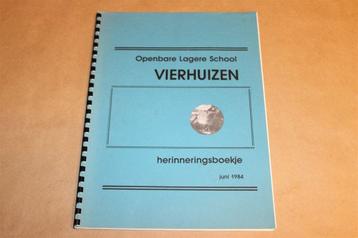 Openbare Lagere School
VIERHUIZEN
herinneringsboekje
juni 1984